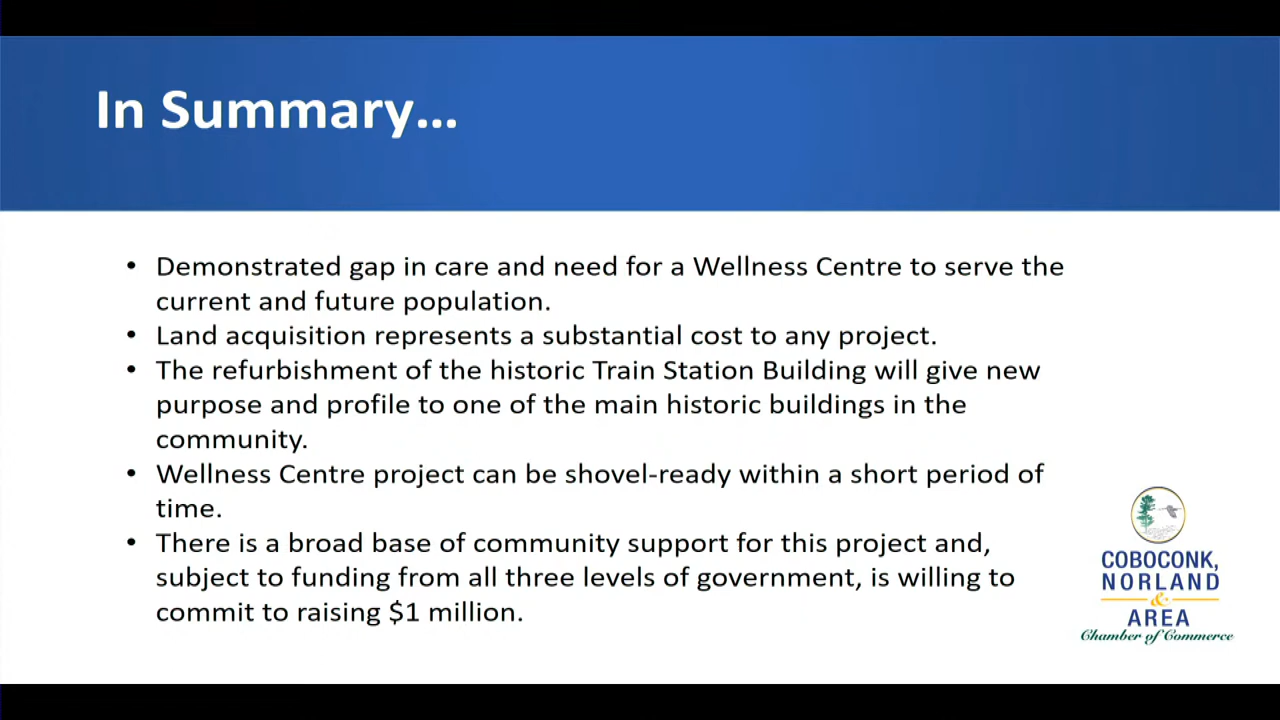 In Summary...
• Demonstrated gap in care and need for a Wellness Centre to serve the
current and future population.
• Land acquisition represents a substantial cost to any project.
• The refurbishment of the historic Train Station Building will give new
purpose and profile to one of the main historic buildings in the
community.
• Wellness Centre project can be shovel-ready within a short period of
time.
• There is a broad base of community support for this project and,
subject to funding from all three levels of government, is willing to
commit to raising $1 million.
COBOCONK,
NORLAND
&
AREA
Chamber of Commerce